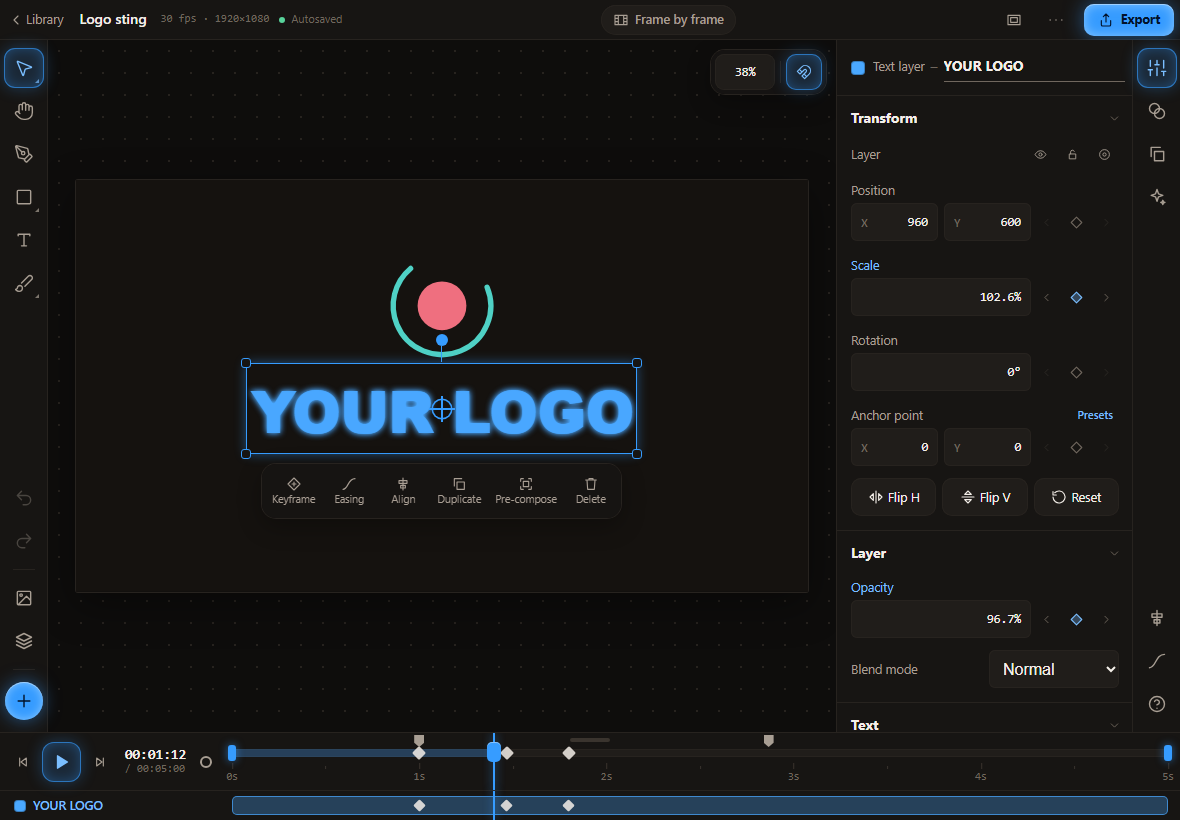 Library
Logo sting
30 fps · 1920×1080
Autosaved
Frame by frame
Export
38%
Text layer – YOUR LOGO
Transform
Layer
Position
X 960 Y 600
Scale
102.6%
Rotation
0°
Anchor point Presets
X 0 Y 0
Flip H Flip V Reset
Layer
Opacity
96.7%
Blend mode Normal
Text
YOUR LOGO
Keyframe Easing Align Duplicate Pre-compose Delete
00:01:12
/ 00:05:00
0s 1s 2s 3s 4s 5s
YOUR LOGO